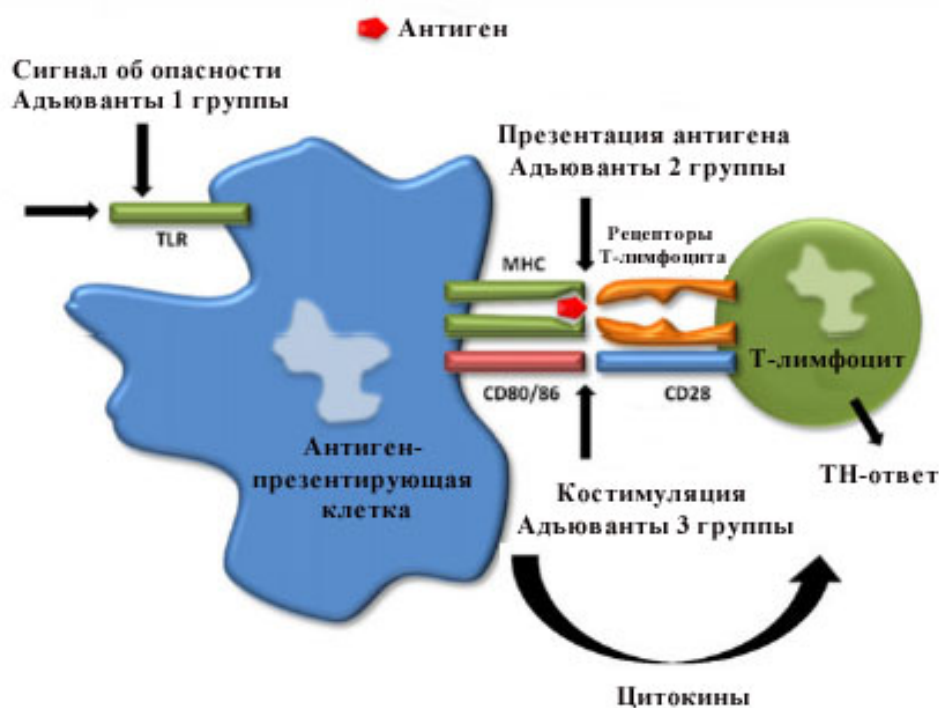 Антиген
Сигнал об опасности
Адъюванты 1 группы
Презентация антигена
Адъюванты 2 группы
TLR
MHC
Рецепторы
Т-лимфоцита
Т-лимфоцит
CD80/86
CD28
Антиген-
презентирующая
клетка
ТН-ответ
Костимуляция
Адъюванты 3 группы
Цитокины